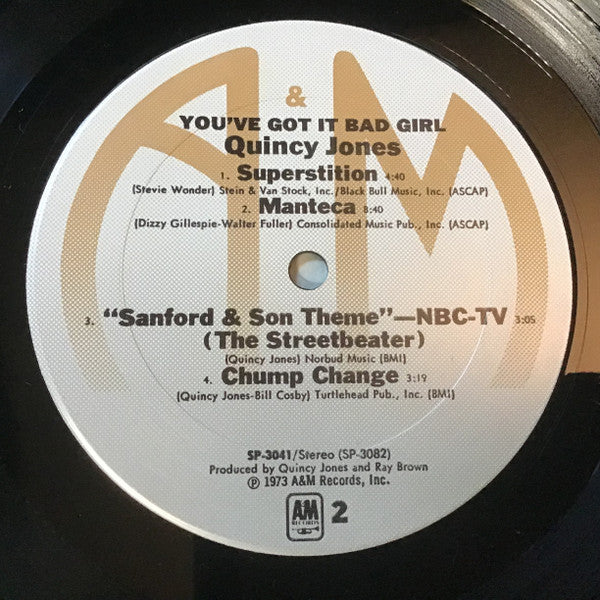 &
YOU'VE GOT IT BAD GIRL
Quincy Jones
1. Superstition 4:40
(Stevie Wonder) Stein & Van Stock, Inc./Black Bull Music, Inc. (ASCAP)
2. Manteca 8:40
(Dizzy Gillespie-Walter Fuller) Consolidated Music Pub., Inc. (ASCAP)
3. "Sanford & Son Theme"—NBC-TV 3:05
(The Streetbeater)
(Quincy Jones) Norbud Music (BMI)
4. Chump Change 3:19
(Quincy Jones-Bill Cosby) Turtlehead Pub., Inc. (BMI)
SP-3041/Stereo (SP-3082)
Produced by Quincy Jones and Ray Brown
℗ 1973 A&M Records, Inc.
A&M RECORDS 2